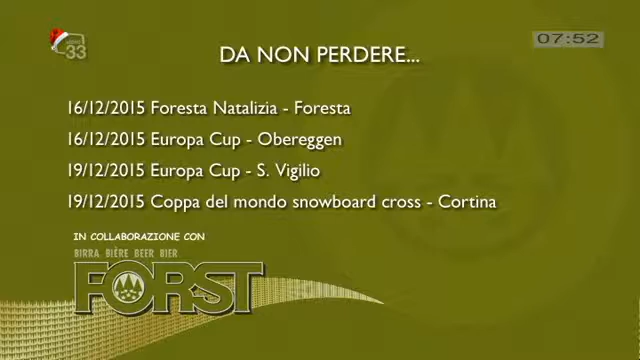 33
07:52
DA NON PERDERE...
16/12/2015 Foresta Natalizia - Foresta
16/12/2015 Europa Cup - Obereggen
19/12/2015 Europa Cup - S. Vigilio
19/12/2015 Coppa del mondo snowboard cross - Cortina
IN COLLABORAZIONE CON
BIRRA BIÈRE BEER BIER
FORST